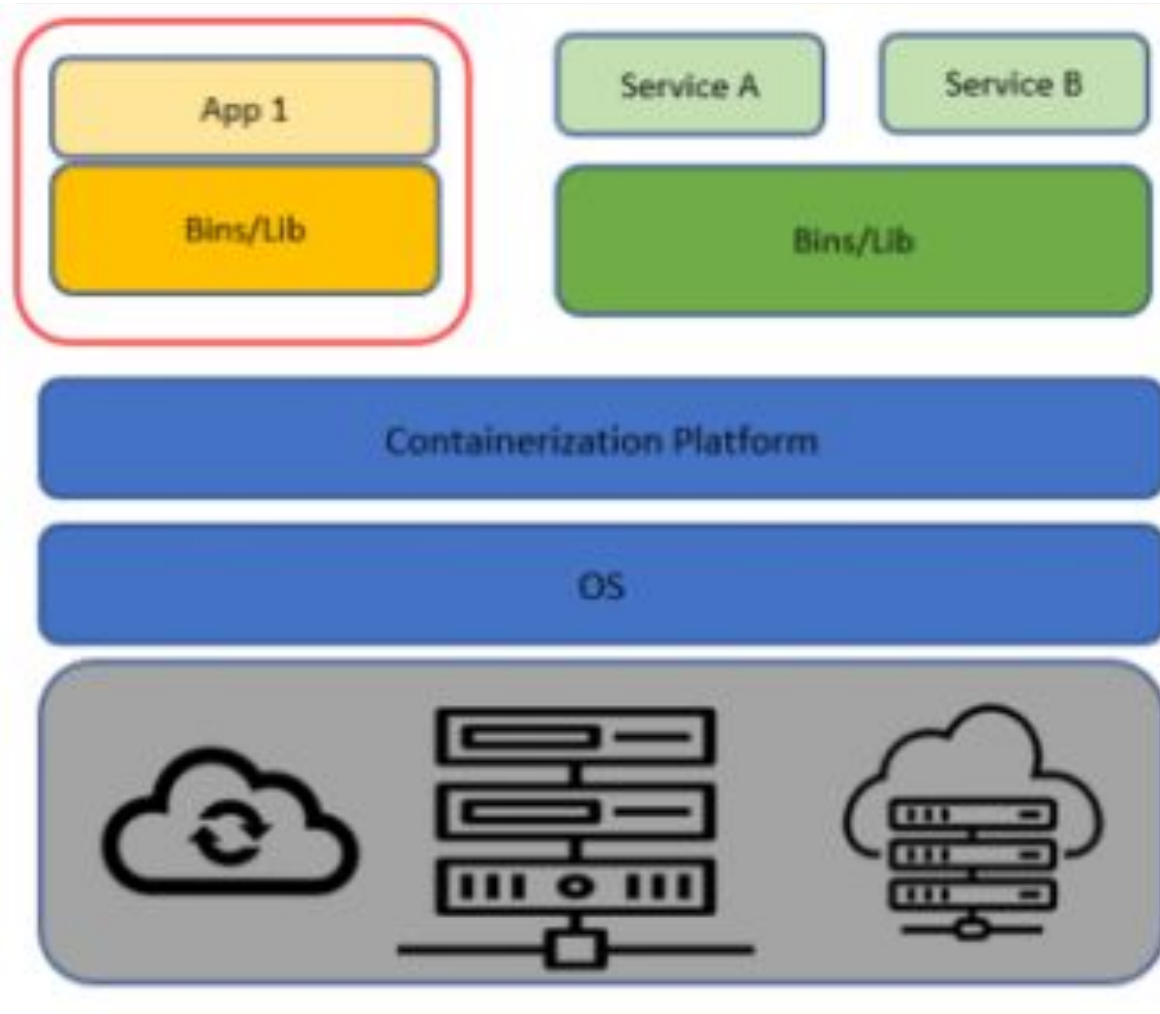 App 1
Bins/Lib
Service A
Service B
Bins/Lib
Containerization Platform
OS